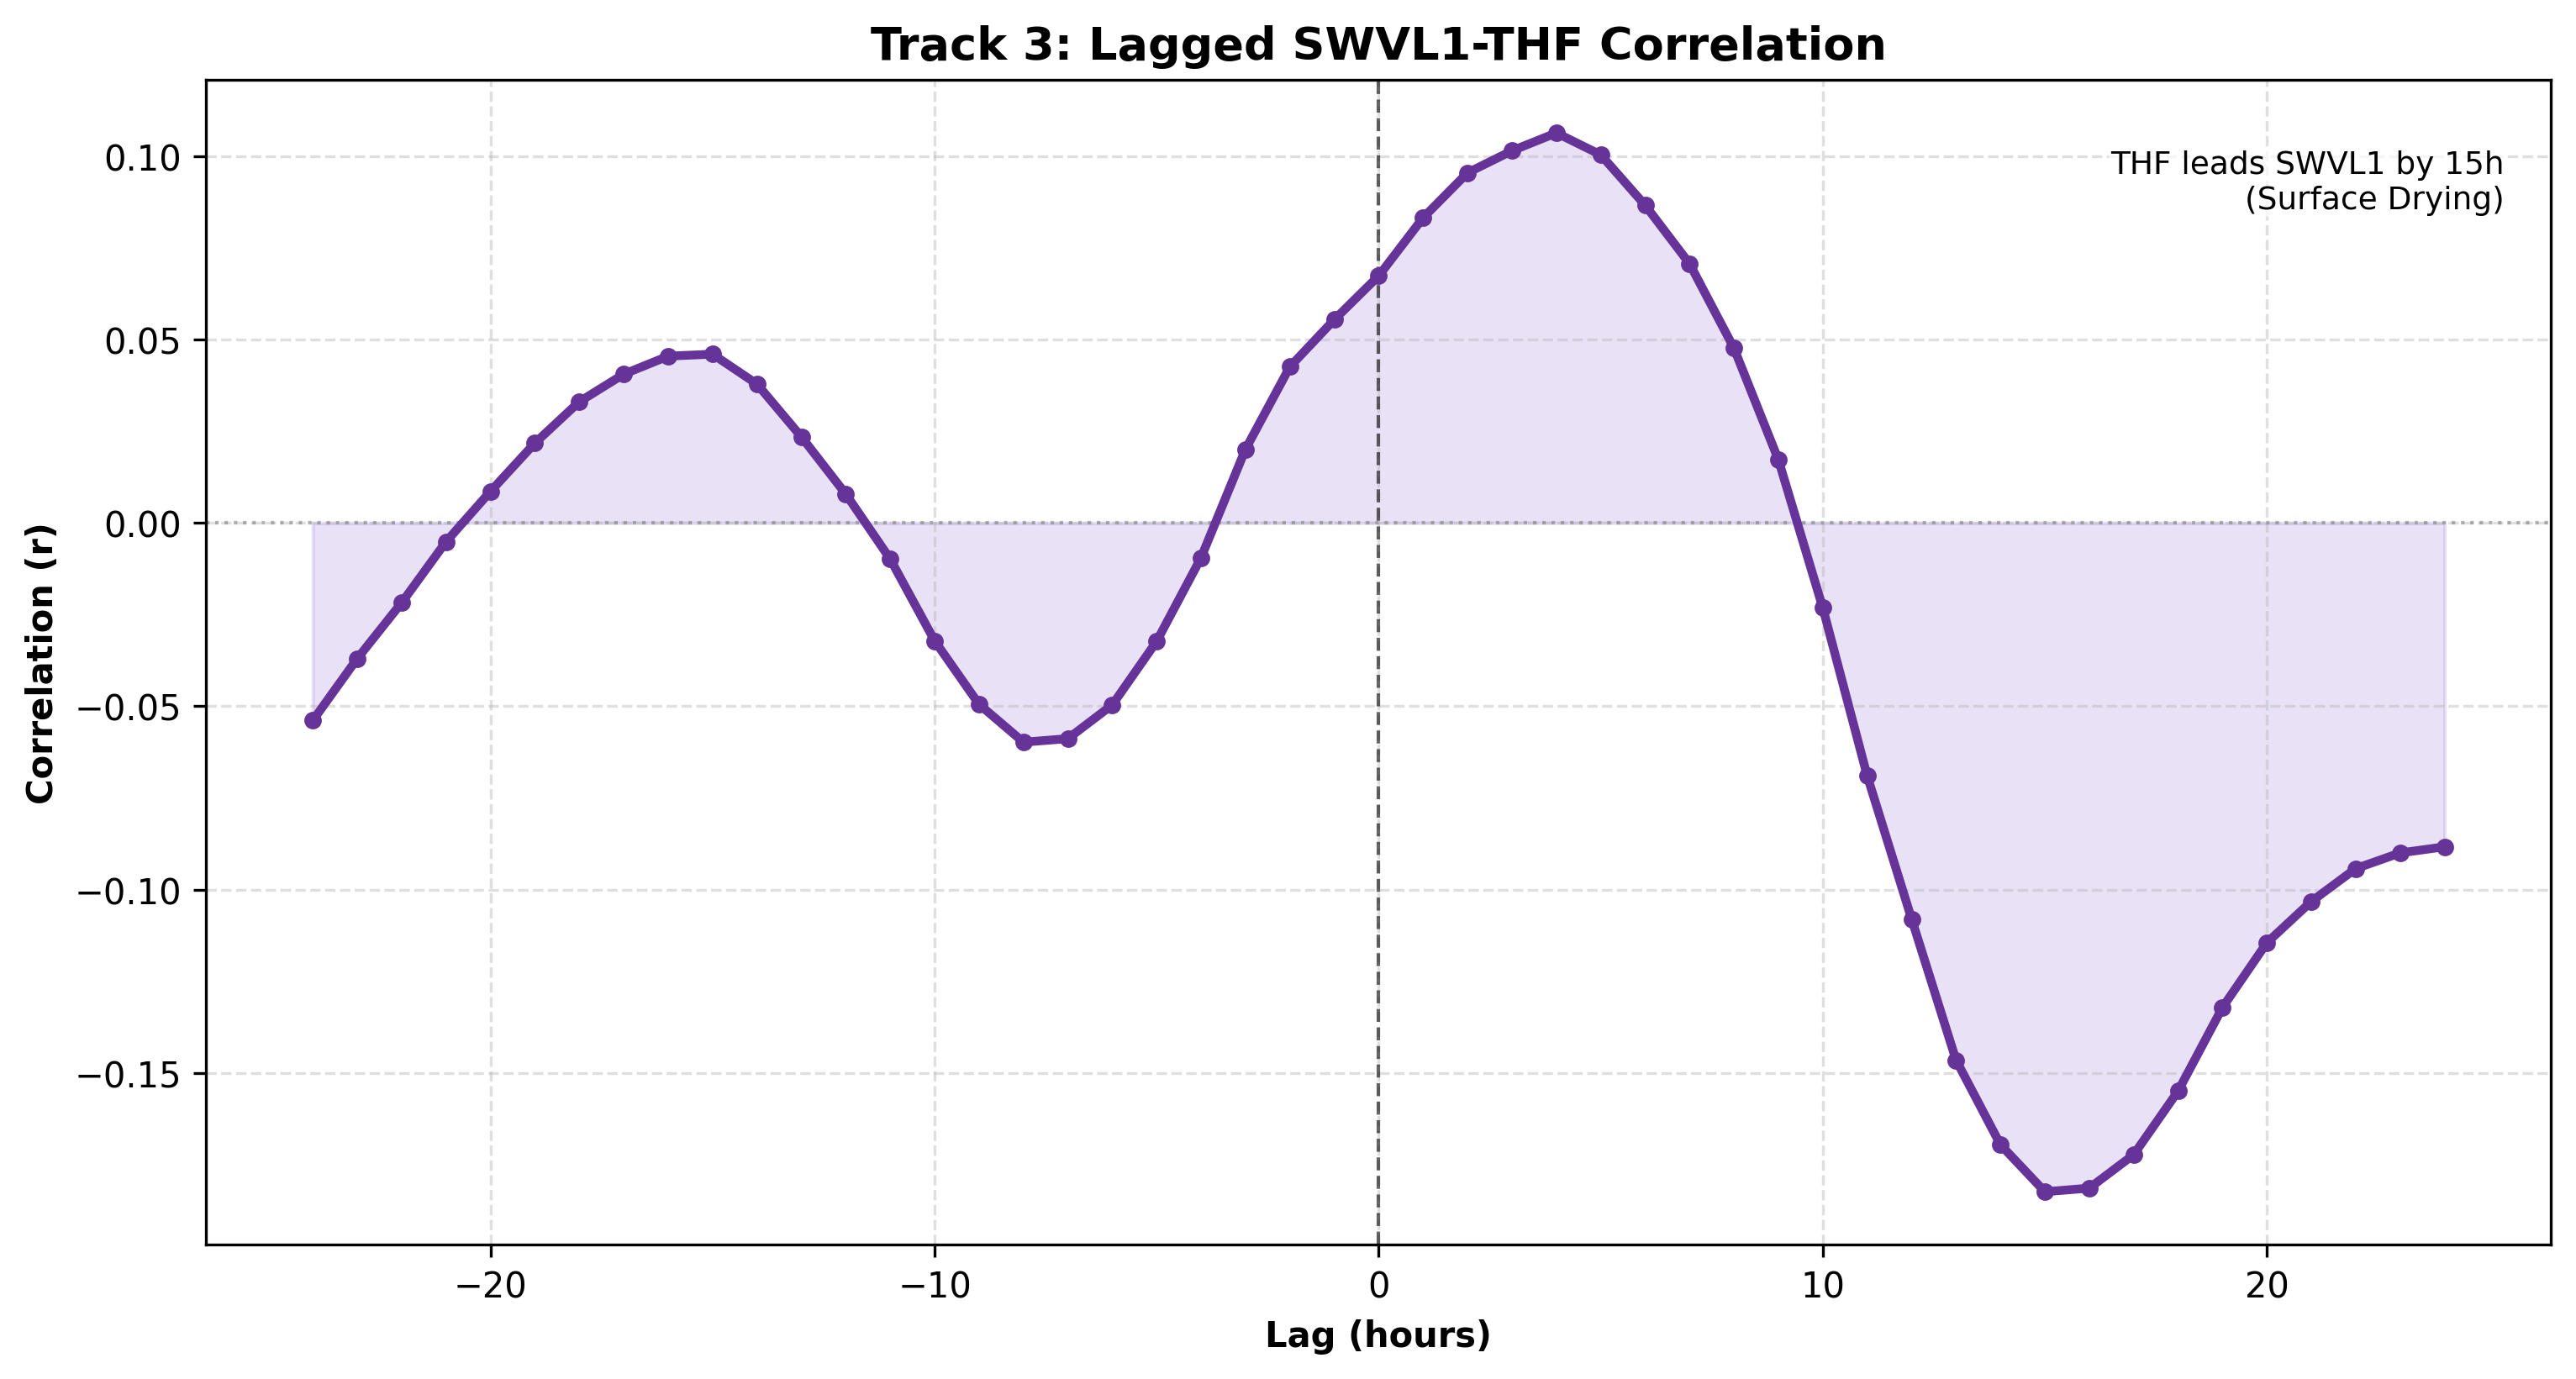 Track 3: Lagged SWVL1-THF Correlation
THF leads SWVL1 by 15h
(Surface Drying)
Correlation (r)
0.10
0.05
0.00
−0.05
−0.10
−0.15
−20
−10
0
10
20
Lag (hours)